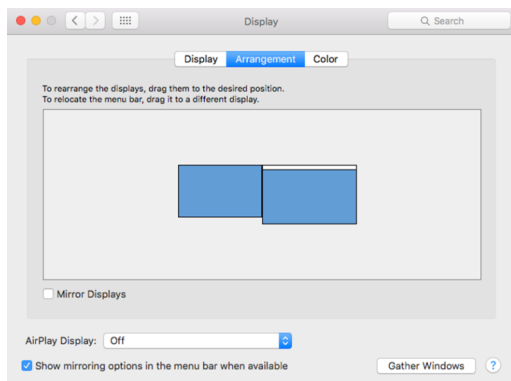 Display
Search
Display Arrangement Color
To rearrange the displays, drag them to the desired position.
To relocate the menu bar, drag it to a different display.
Mirror Displays
AirPlay Display: Off
Show mirroring options in the menu bar when available
Gather Windows ?